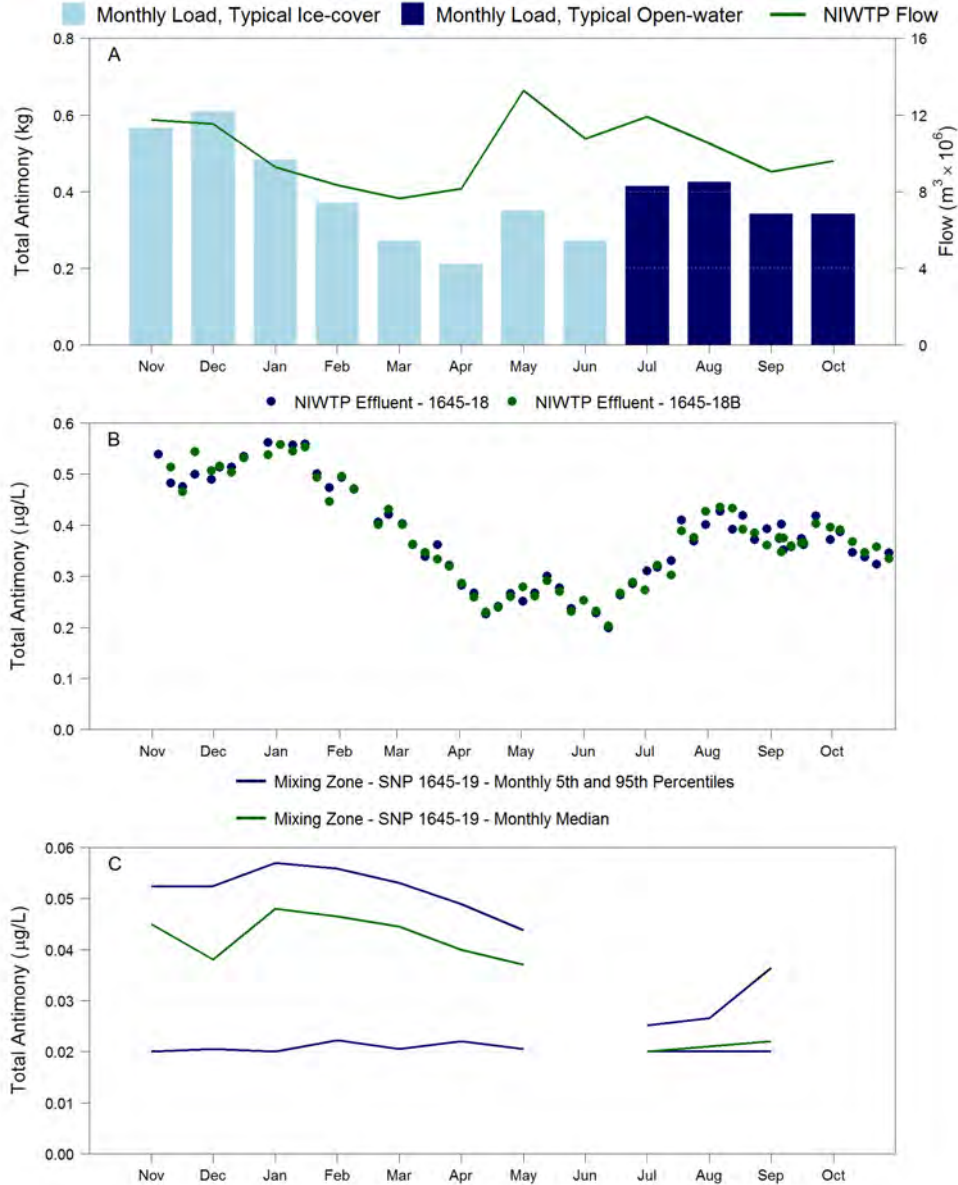 Monthly Load, Typical Ice-cover Monthly Load, Typical Open-water NIWTP Flow
A
Total Antimony (kg)
0.8
0.6
0.4
0.2
0.0
16
12
8
4
0
Flow (m³ × 10⁶)
Nov Dec Jan Feb Mar Apr May Jun Jul Aug Sep Oct
NIWTP Effluent - 1645-18 NIWTP Effluent - 1645-18B
B
Total Antimony (µg/L)
0.6
0.5
0.4
0.3
0.2
0.1
0.0
Nov Dec Jan Feb Mar Apr May Jun Jul Aug Sep Oct
Mixing Zone - SNP 1645-19 - Monthly 5th and 95th Percentiles
Mixing Zone - SNP 1645-19 - Monthly Median
C
Total Antimony (µg/L)
0.06
0.05
0.04
0.03
0.02
0.01
0.00
Nov Dec Jan Feb Mar Apr May Jun Jul Aug Sep Oct